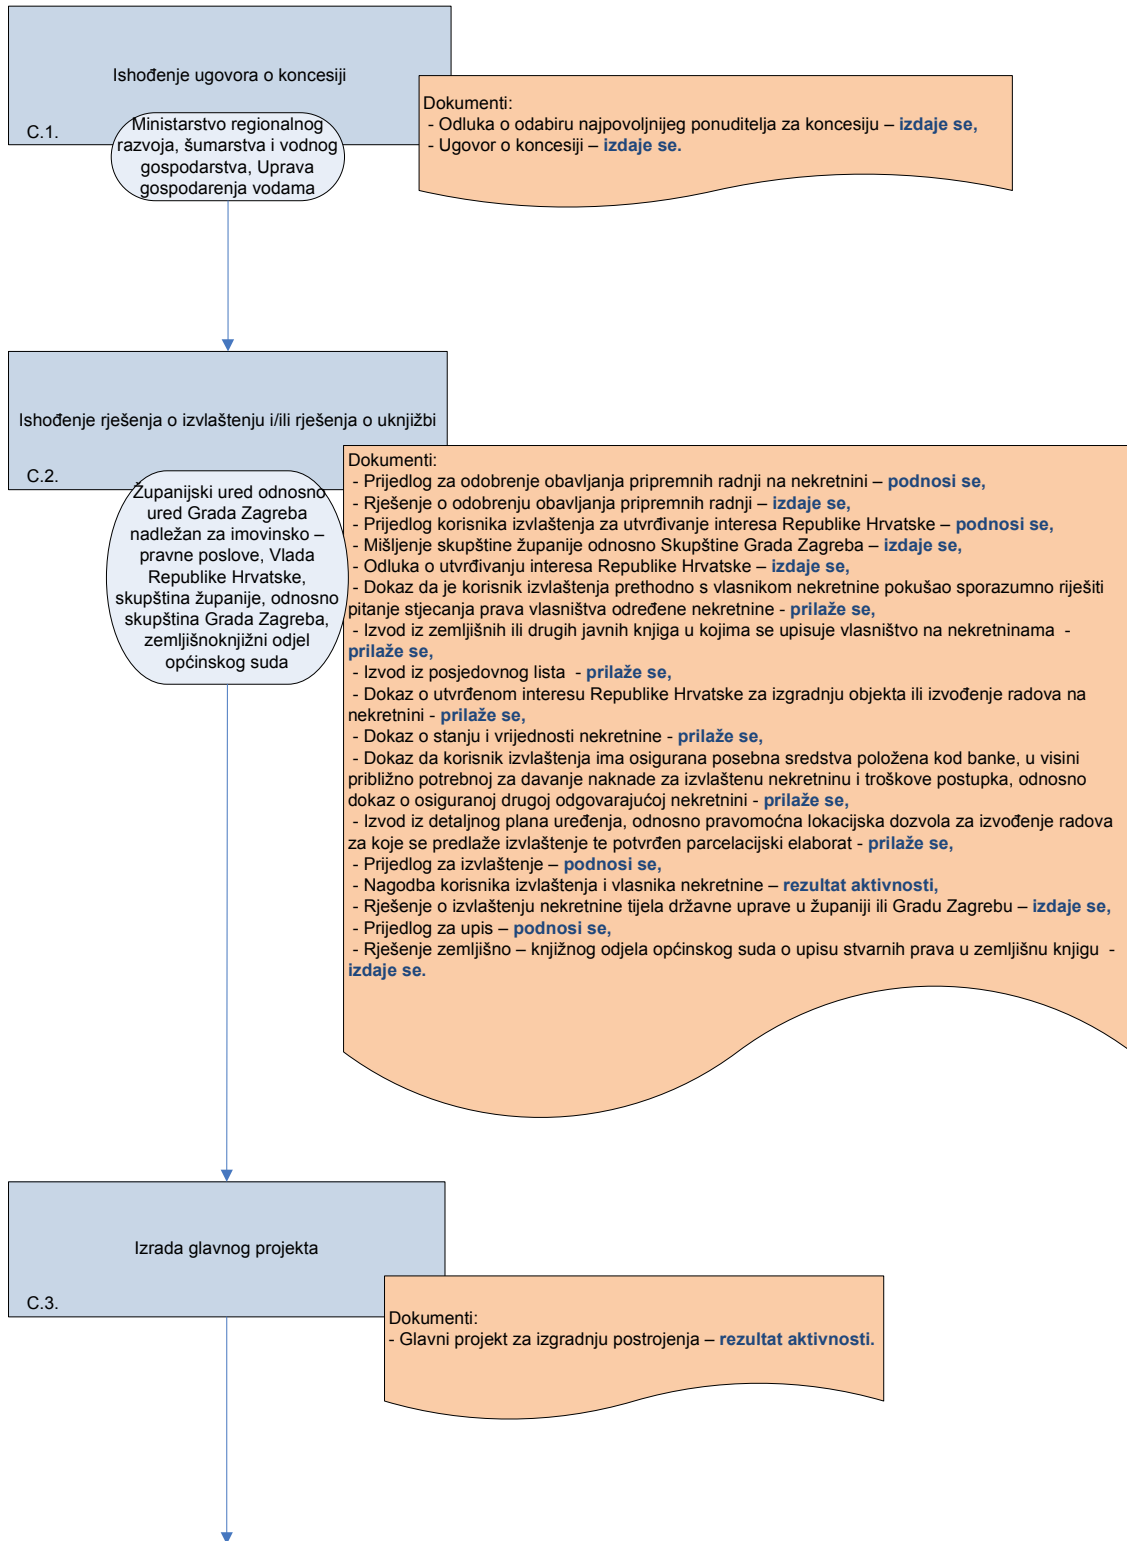 Ishođenje ugovora o koncesiji
C.1.
Ministarstvo regionalnog
razvoja, šumarstva i vodnog
gospodarstva, Uprava
gospodarenja vodama
Dokumenti:
- Odluka o odabiru najpovoljnijeg ponuditelja za koncesiju – izdaje se,
- Ugovor o koncesiji – izdaje se.
Ishođenje rješenja o izvlaštenju i/ili rješenja o uknjižbi
C.2.
Županijski ured odnosno
ured Grada Zagreba
nadležan za imovinsko –
pravne poslove, Vlada
Republike Hrvatske,
skupština županije, odnosno
skupština Grada Zagreba,
zemljišnoknjižni odjel
općinskog suda
Dokumenti:
- Prijedlog za odobrenje obavljanja pripremnih radnji na nekretnini – podnosi se,
- Rješenje o odobrenju obavljanja pripremnih radnji – izdaje se,
- Prijedlog korisnika izvlaštenja za utvrđivanje interesa Republike Hrvatske – podnosi se,
- Mišljenje skupštine županije odnosno Skupštine Grada Zagreba – izdaje se,
- Odluka o utvrđivanju interesa Republike Hrvatske – izdaje se,
- Dokaz da je korisnik izvlaštenja prethodno s vlasnikom nekretnine pokušao sporazumno riješiti
pitanje stjecanja prava vlasništva određene nekretnine - prilaže se,
- Izvod iz zemljišnih ili drugih javnih knjiga u kojima se upisuje vlasništvo na nekretninama -
prilaže se,
- Izvod iz posjedovnog lista - prilaže se,
- Dokaz o utvrđenom interesu Republike Hrvatske za izgradnju objekta ili izvođenje radova na
nekretnini - prilaže se,
- Dokaz o stanju i vrijednosti nekretnine - prilaže se,
- Dokaz da korisnik izvlaštenja ima osigurana posebna sredstva položena kod banke, u visini
približno potrebnoj za davanje naknade za izvlaštenu nekretninu i troškove postupka, odnosno
dokaz o osiguranoj drugoj odgovarajućoj nekretnini - prilaže se,
- Izvod iz detaljnog plana uređenja, odnosno pravomoćna lokacijska dozvola za izvođenje radova
za koje se predlaže izvlaštenje te potvrđen parcelacijski elaborat - prilaže se,
- Prijedlog za izvlaštenje – podnosi se,
- Nagodba korisnika izvlaštenja i vlasnika nekretnine – rezultat aktivnosti,
- Rješenje o izvlaštenju nekretnine tijela državne uprave u županiji ili Gradu Zagrebu – izdaje se,
- Prijedlog za upis – podnosi se,
- Rješenje zemljišno – knjižnog odjela općinskog suda o upisu stvarnih prava u zemljišnu knjigu -
izdaje se.
Izrada glavnog projekta
C.3.
Dokumenti:
- Glavni projekt za izgradnju postrojenja – rezultat aktivnosti.